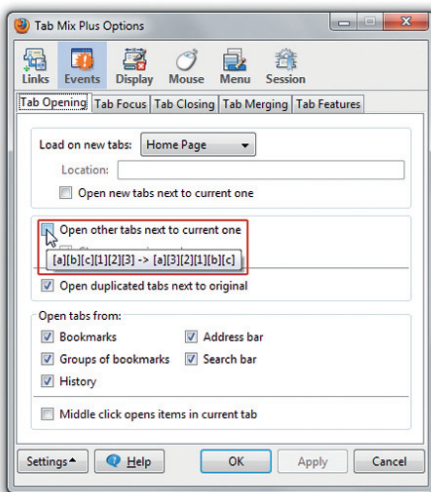 Tab Mix Plus Options
Links Events Display Mouse Menu Session
Tab Opening Tab Focus Tab Closing Tab Merging Tab Features
Load on new tabs: Home Page
Location:
Open new tabs next to current one
Open other tabs next to current one
[a][b][c][1][2][3] -> [a][3][2][1][b][c]
Open duplicated tabs next to original
Open tabs from:
Bookmarks Address bar
Groups of bookmarks Search bar
History
Middle click opens items in current tab
Settings Help OK Apply Cancel